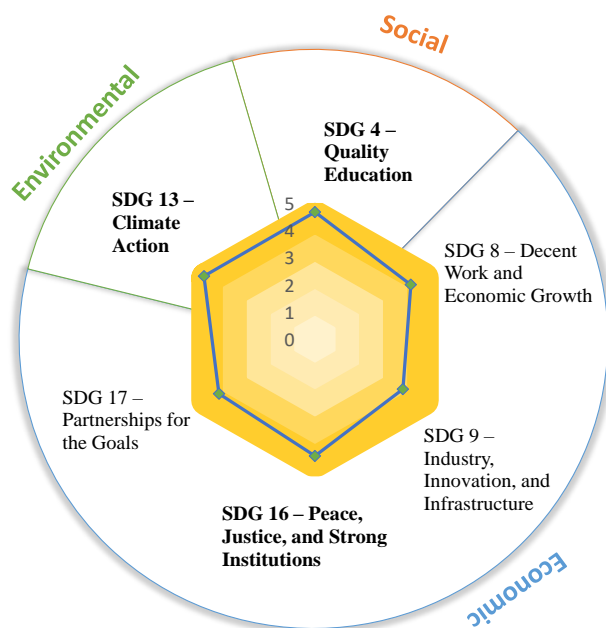 Social
Environmental
SDG 4 –
Quality
Education
SDG 13 –
Climate
Action
5
4
3
2
1
0
SDG 8 – Decent
Work and
Economic Growth
SDG 17 –
Partnerships for
the Goals
SDG 9 –
Industry,
Innovation, and
Infrastructure
SDG 16 – Peace,
Justice, and Strong
Institutions
Economic